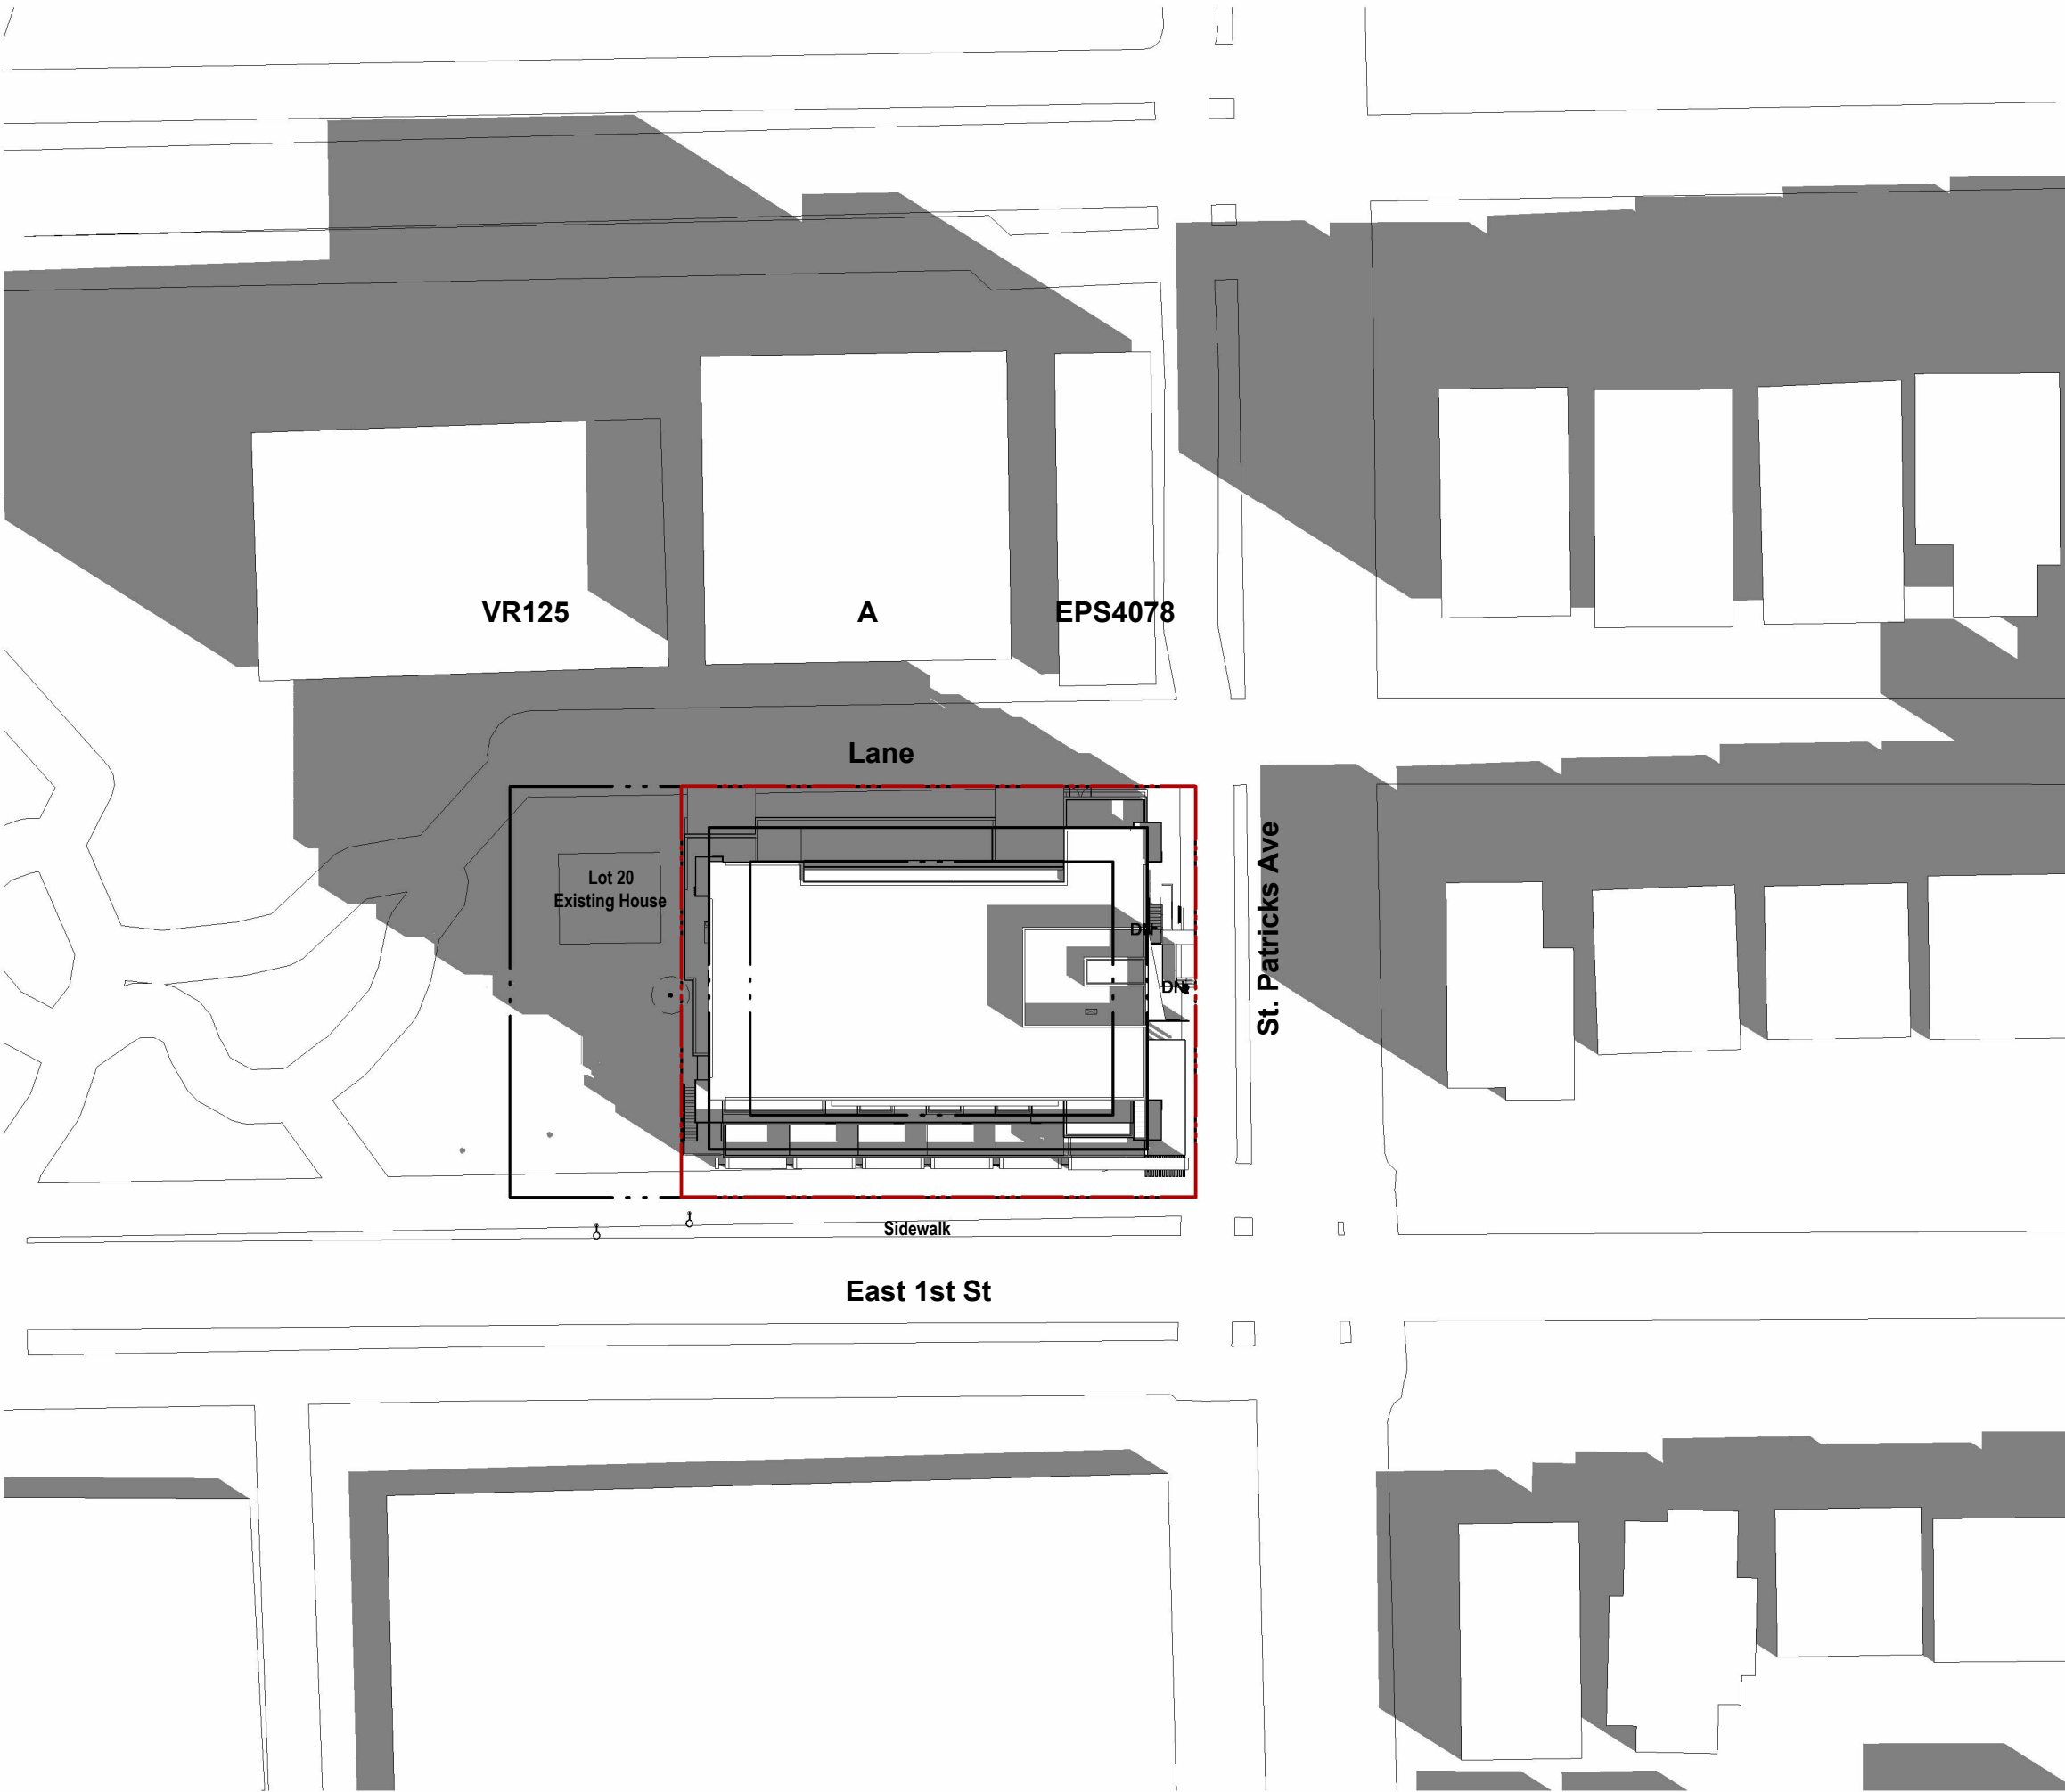 VR125
A
EPS4078
Lane
Lot 20
Existing House
St. Patricks Ave
DN
DN
Sidewalk
East 1st St